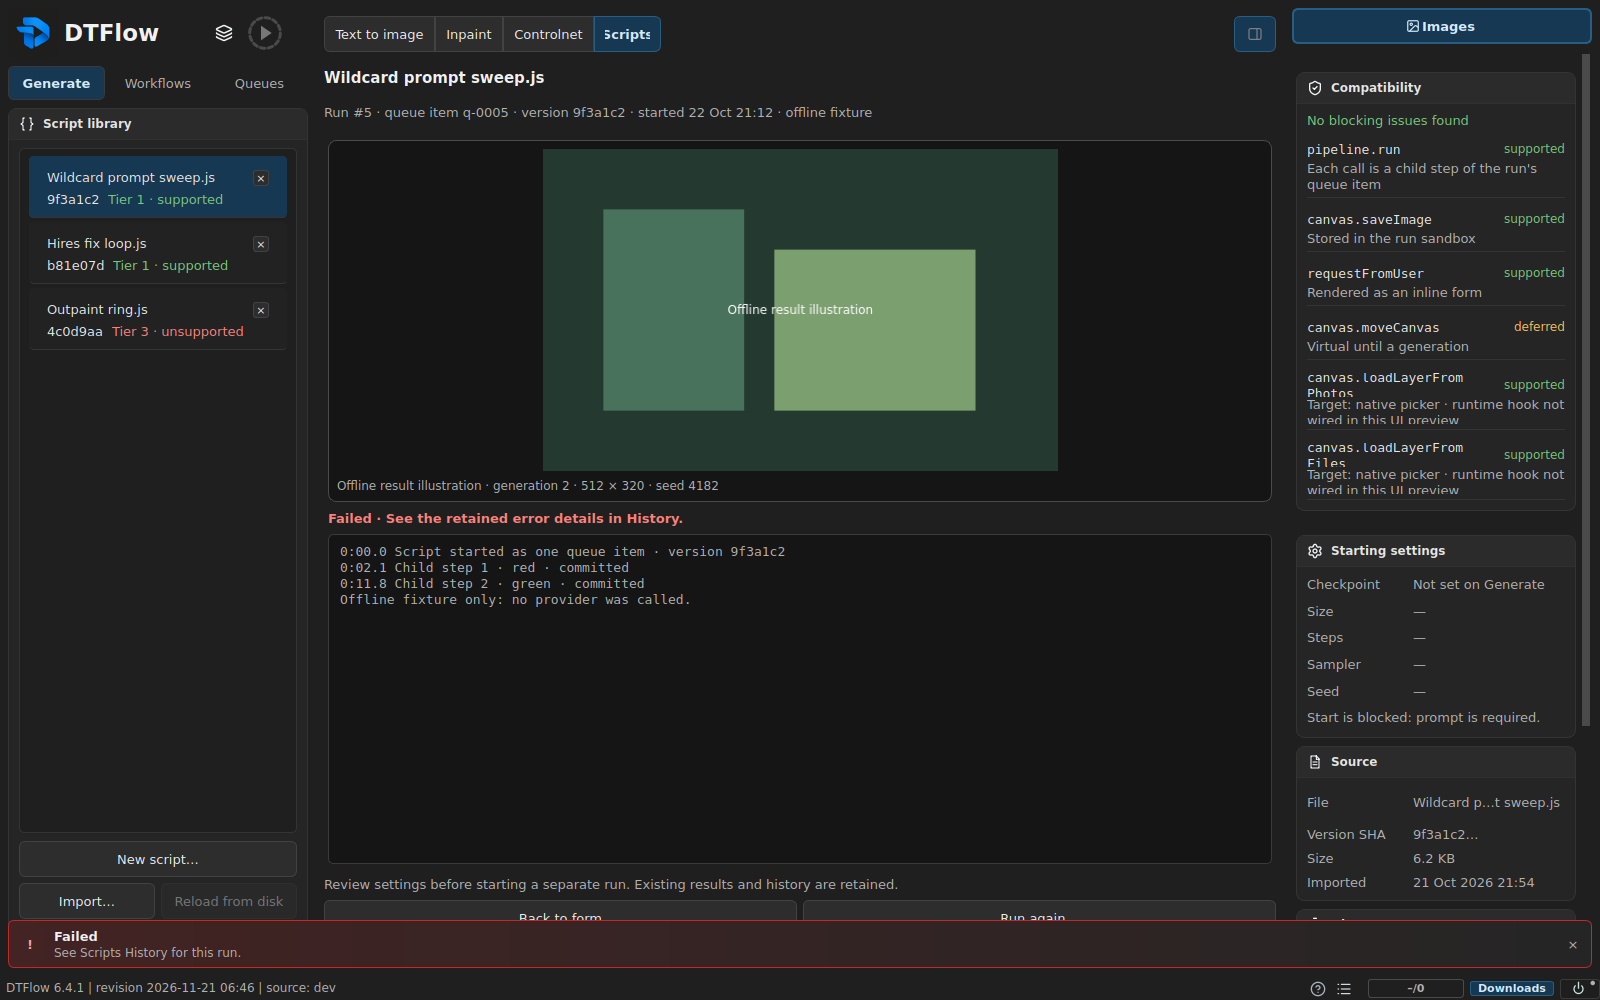 DTFlow
Text to image
Inpaint
Controlnet
Scripts
Images
Generate
Workflows
Queues
Script library
Wildcard prompt sweep.js
9f3a1c2 Tier 1 · supported
Hires fix loop.js
b81e07d Tier 1 · supported
Outpaint ring.js
4c0d9aa Tier 3 · unsupported
New script...
Import...
Reload from disk
Wildcard prompt sweep.js
Run #5 · queue item q-0005 · version 9f3a1c2 · started 22 Oct 21:12 · offline fixture
Offline result illustration
Offline result illustration · generation 2 · 512 × 320 · seed 4182
Failed · See the retained error details in History.
0:00.0 Script started as one queue item · version 9f3a1c2
0:02.1 Child step 1 · red · committed
0:11.8 Child step 2 · green · committed
Offline fixture only: no provider was called.
Review settings before starting a separate run. Existing results and history are retained.
Back to form
Run again
Compatibility
No blocking issues found
pipeline.run supported
Each call is a child step of the run's
queue item
canvas.saveImage supported
Stored in the run sandbox
requestFromUser supported
Rendered as an inline form
canvas.moveCanvas deferred
Virtual until a generation
canvas.loadLayerFrom
Photos supported
Target: native picker · runtime hook not
wired in this UI preview
canvas.loadLayerFrom
Files supported
Target: native picker · runtime hook not
wired in this UI preview
Starting settings
Checkpoint Not set on Generate
Size —
Steps —
Sampler —
Seed —
Start is blocked: prompt is required.
Source
File Wildcard p...t sweep.js
Version SHA 9f3a1c2...
Size 6.2 KB
Imported 21 Oct 2026 21:54
! Failed
See Scripts History for this run.
DTFlow 6.4.1 | revision 2026-11-21 06:46 | source: dev
–/0
Downloads